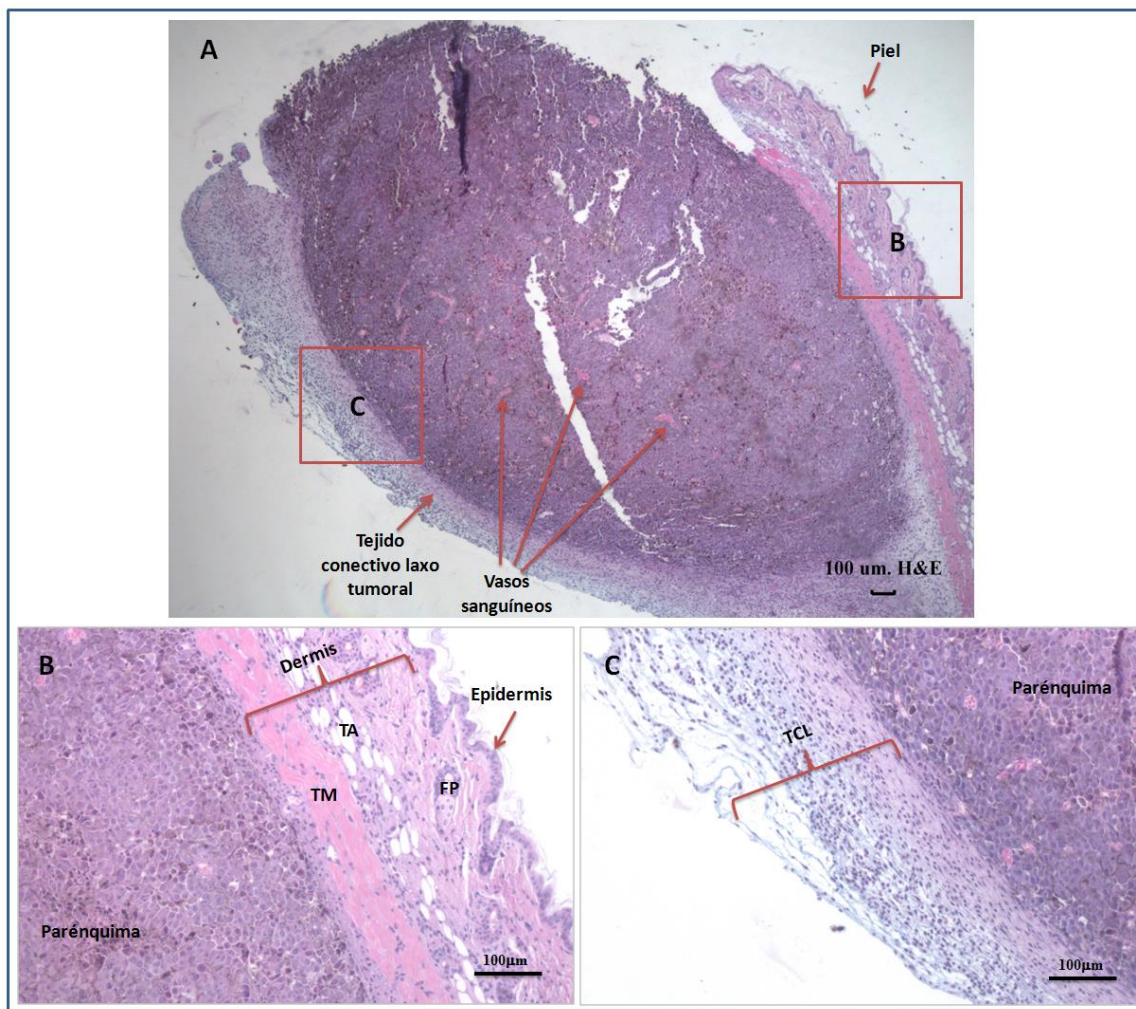 A
Piel
B
C
Tejido
conectivo laxo
tumoral
Vasos
sanguíneos
100 um. H&E
B
Dermis
Epidermis
TA
FP
TM
Parénquima
100µm
C
Parénquima
TCL
100µm